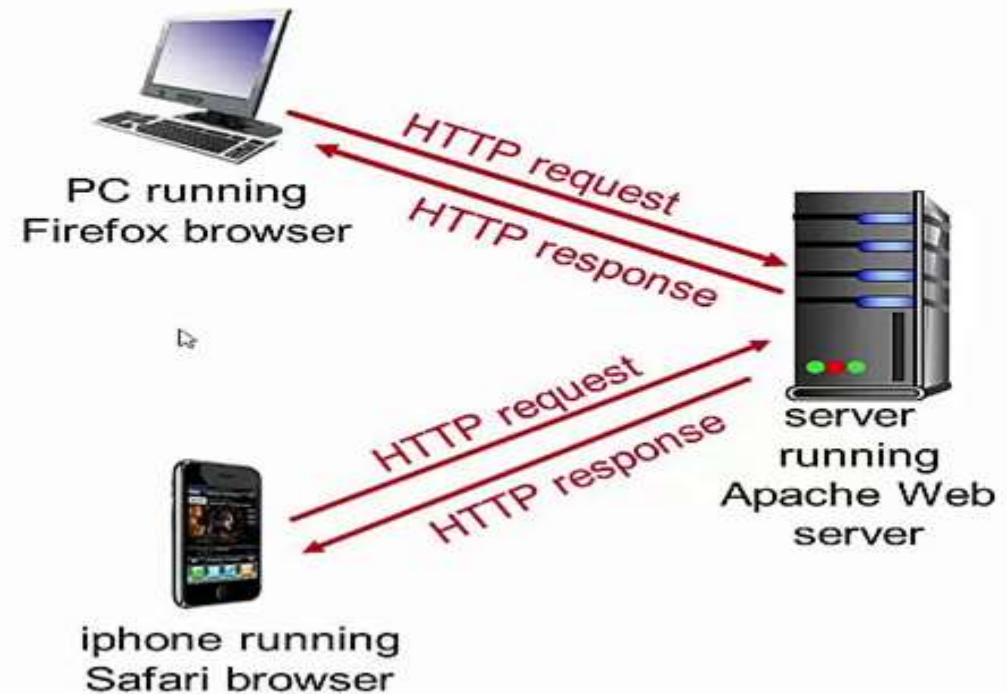 HTTP request
HTTP response
PC running
Firefox browser
HTTP request
HTTP response
server
running
Apache Web
server
iphone running
Safari browser